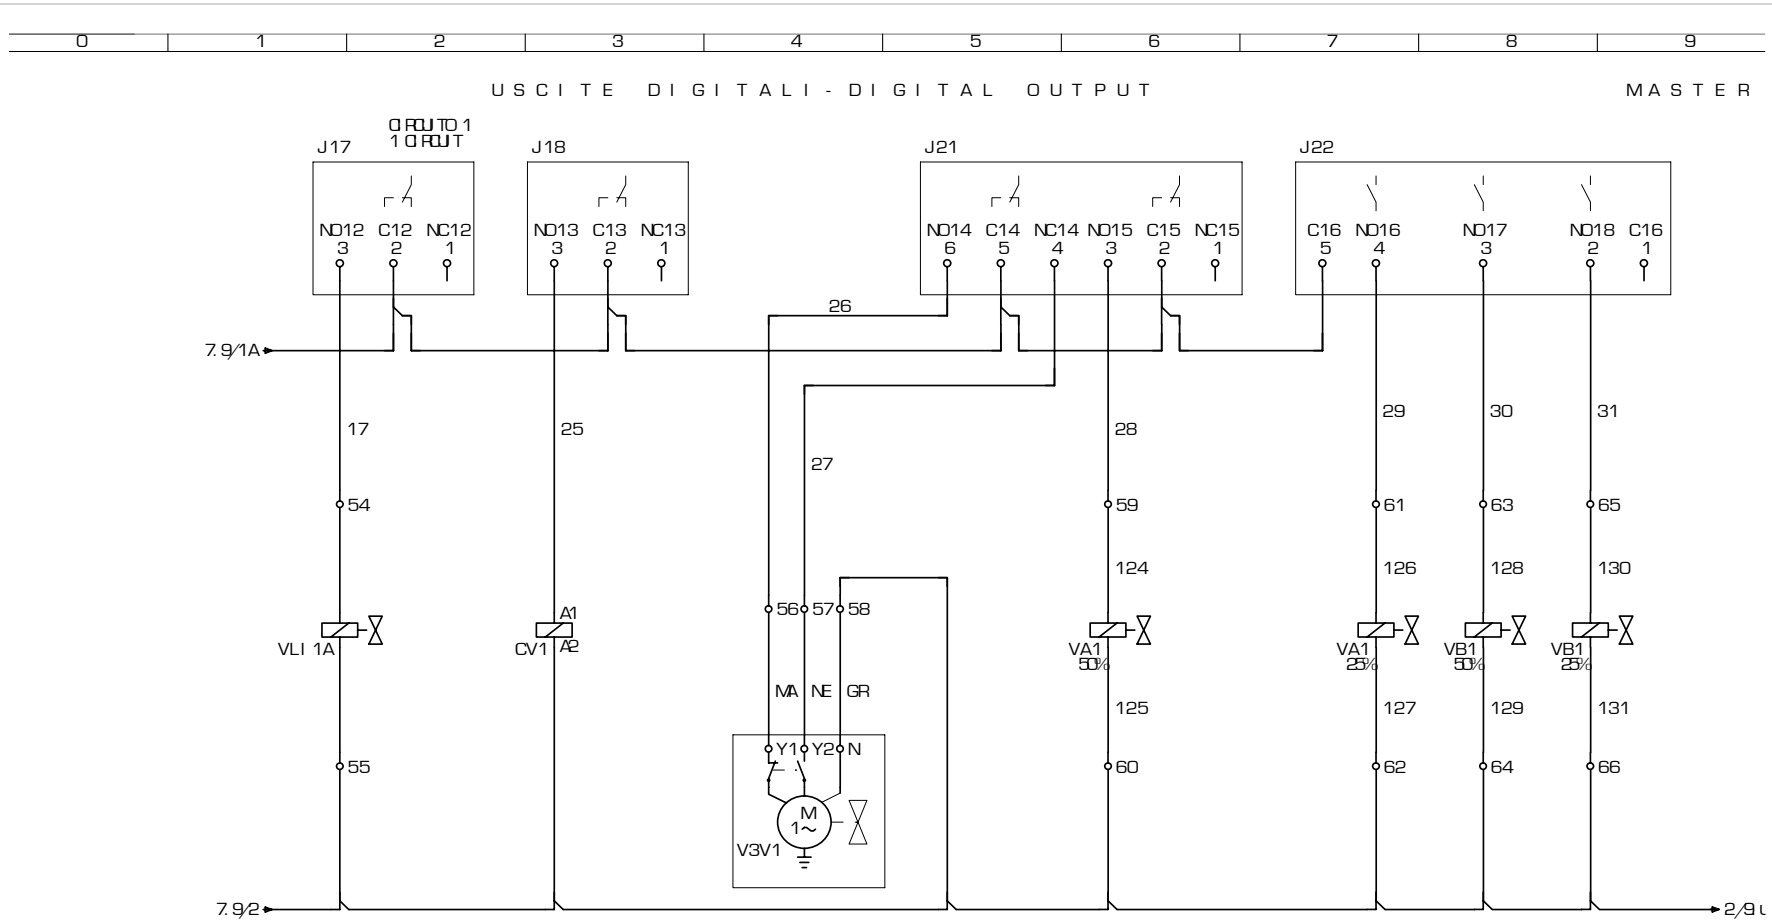 0 1 2 3 4 5 6 7 8 9
USCITE DIGITALI - DIGITAL OUTPUT MASTER
CIRCUITO 1
1 CIRCUIT
J17 J18 J21 J22
NO12 C12 NC12 NO13 C13 NC13 NO14 C14 NC14 NO15 C15 NC15 C16 NO16 NO17 NO18 C16
3 2 1 3 2 1 6 5 4 3 2 1 5 4 3 2 1
26
7.9/1A
29 30 31
17 25 28
27
54 59 61 63 65
124 126 128 130
56 57 58
A1
VLI 1A CV1 A2 VA1 VA1 VB1 VB1
50% 25% 50% 25%
MA NE GR
125 127 129 131
Y1 Y2 N
55 60 62 64 66
M
1~
V3V1
7.9/2 2/9.